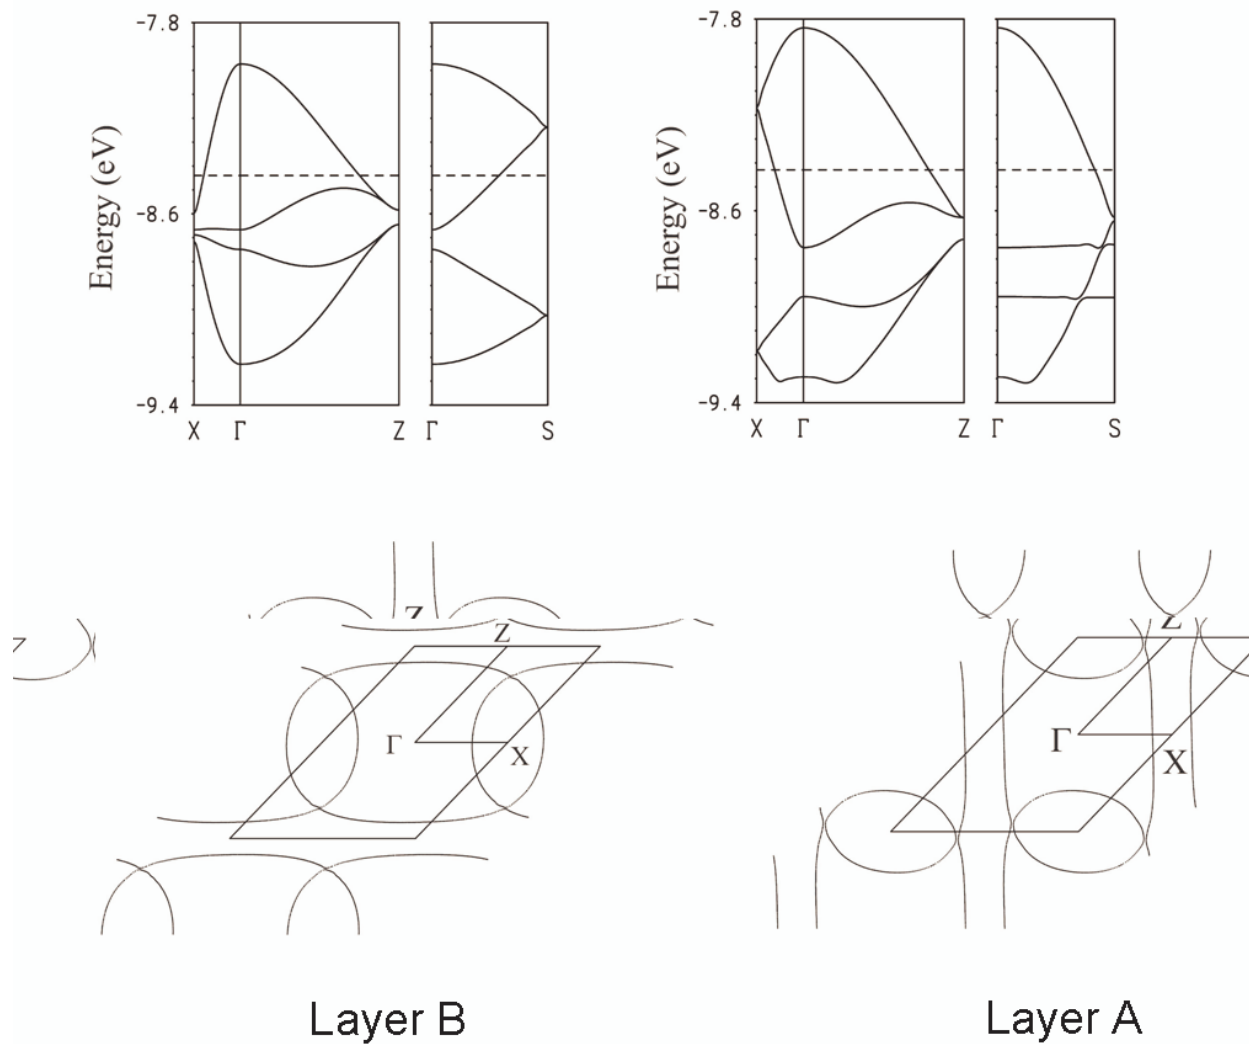 -7.8
-8.6
-9.4
Energy (eV)
X Γ Z Γ S
-7.8
-8.6
-9.4
Energy (eV)
X Γ Z Γ S
Z
Z
Z
Γ
X
Z
Γ
X
Layer B
Layer A